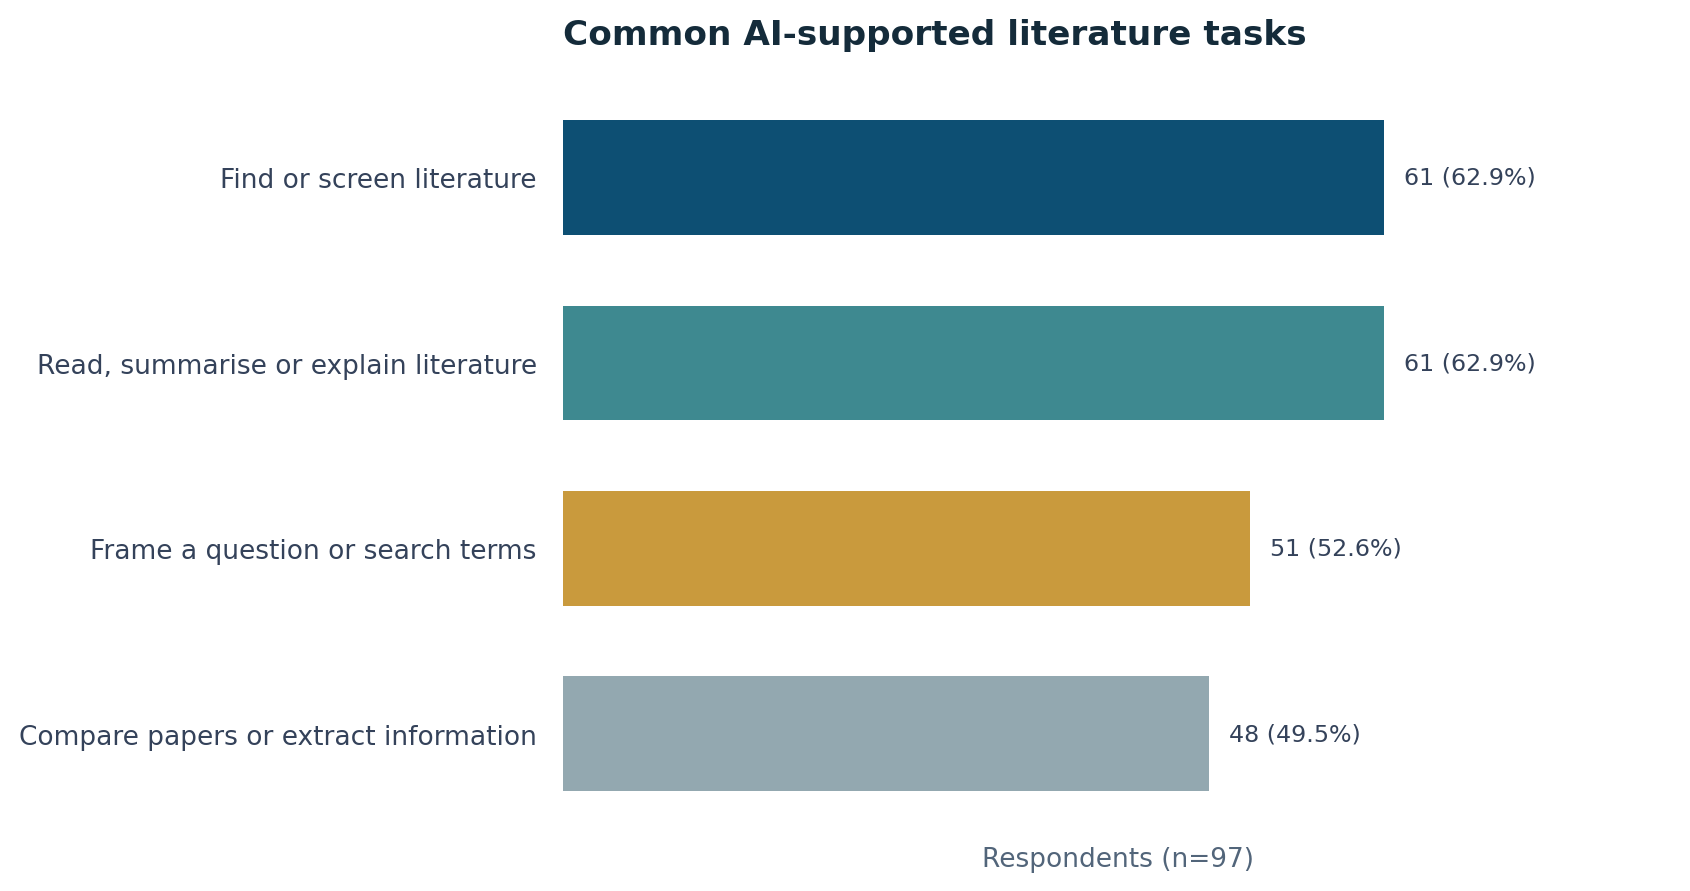 Common AI-supported literature tasks
Find or screen literature
61 (62.9%)
Read, summarise or explain literature
61 (62.9%)
Frame a question or search terms
51 (52.6%)
Compare papers or extract information
48 (49.5%)
Respondents (n=97)